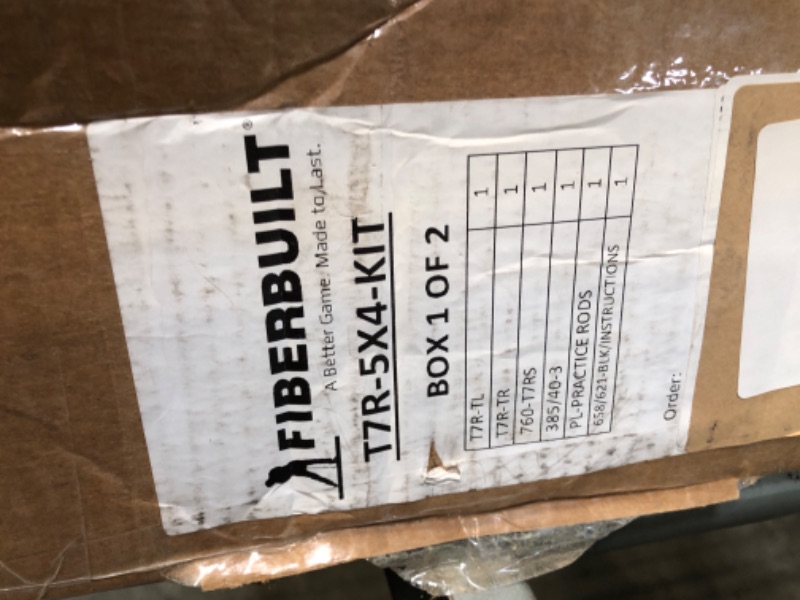 FIBERBUILT®
A Better Game. Made to Last.
T7R-5X4-KIT
BOX 1 OF 2
T7R-TL 1
T7R-TR 1
760-T7RS 1
385/40-3 1
PL-PRACTICE RODS 1
658/621-BLK/INSTRUCTIONS 1
Order: